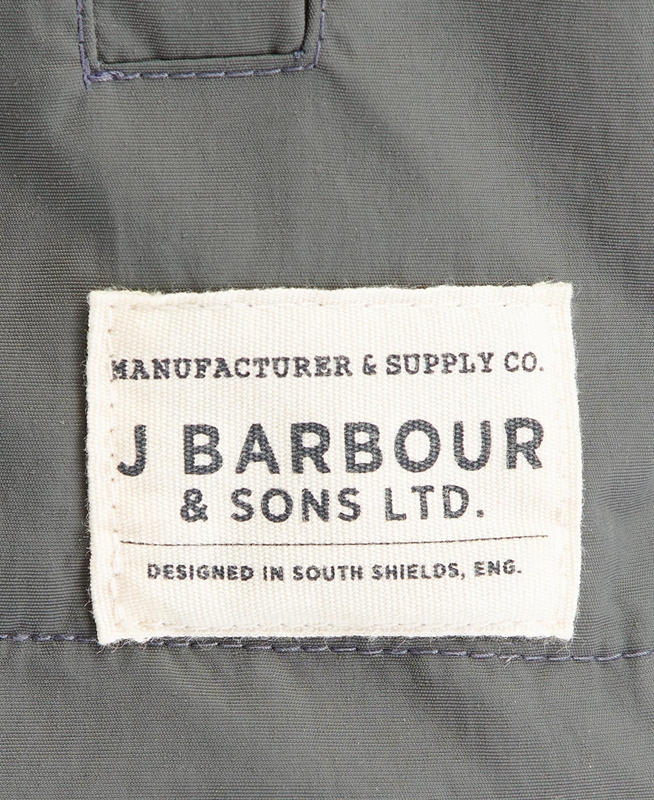 MANUFACTURER & SUPPLY CO.
J BARBOUR
& SONS LTD.
DESIGNED IN SOUTH SHIELDS, ENG.